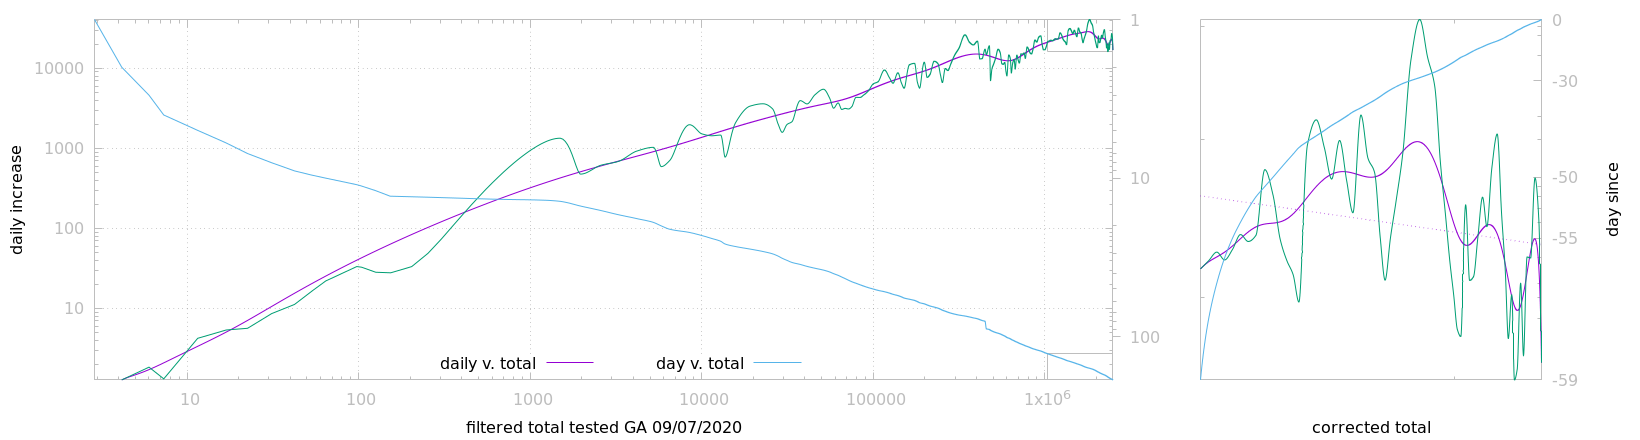 daily increase
10000
1000
100
10
10
100
1000
10000
100000
1x10⁶
1
10
100
daily v. total
day v. total
filtered total tested GA 09/07/2020
0
-30
-50
-55
-59
day since
corrected total